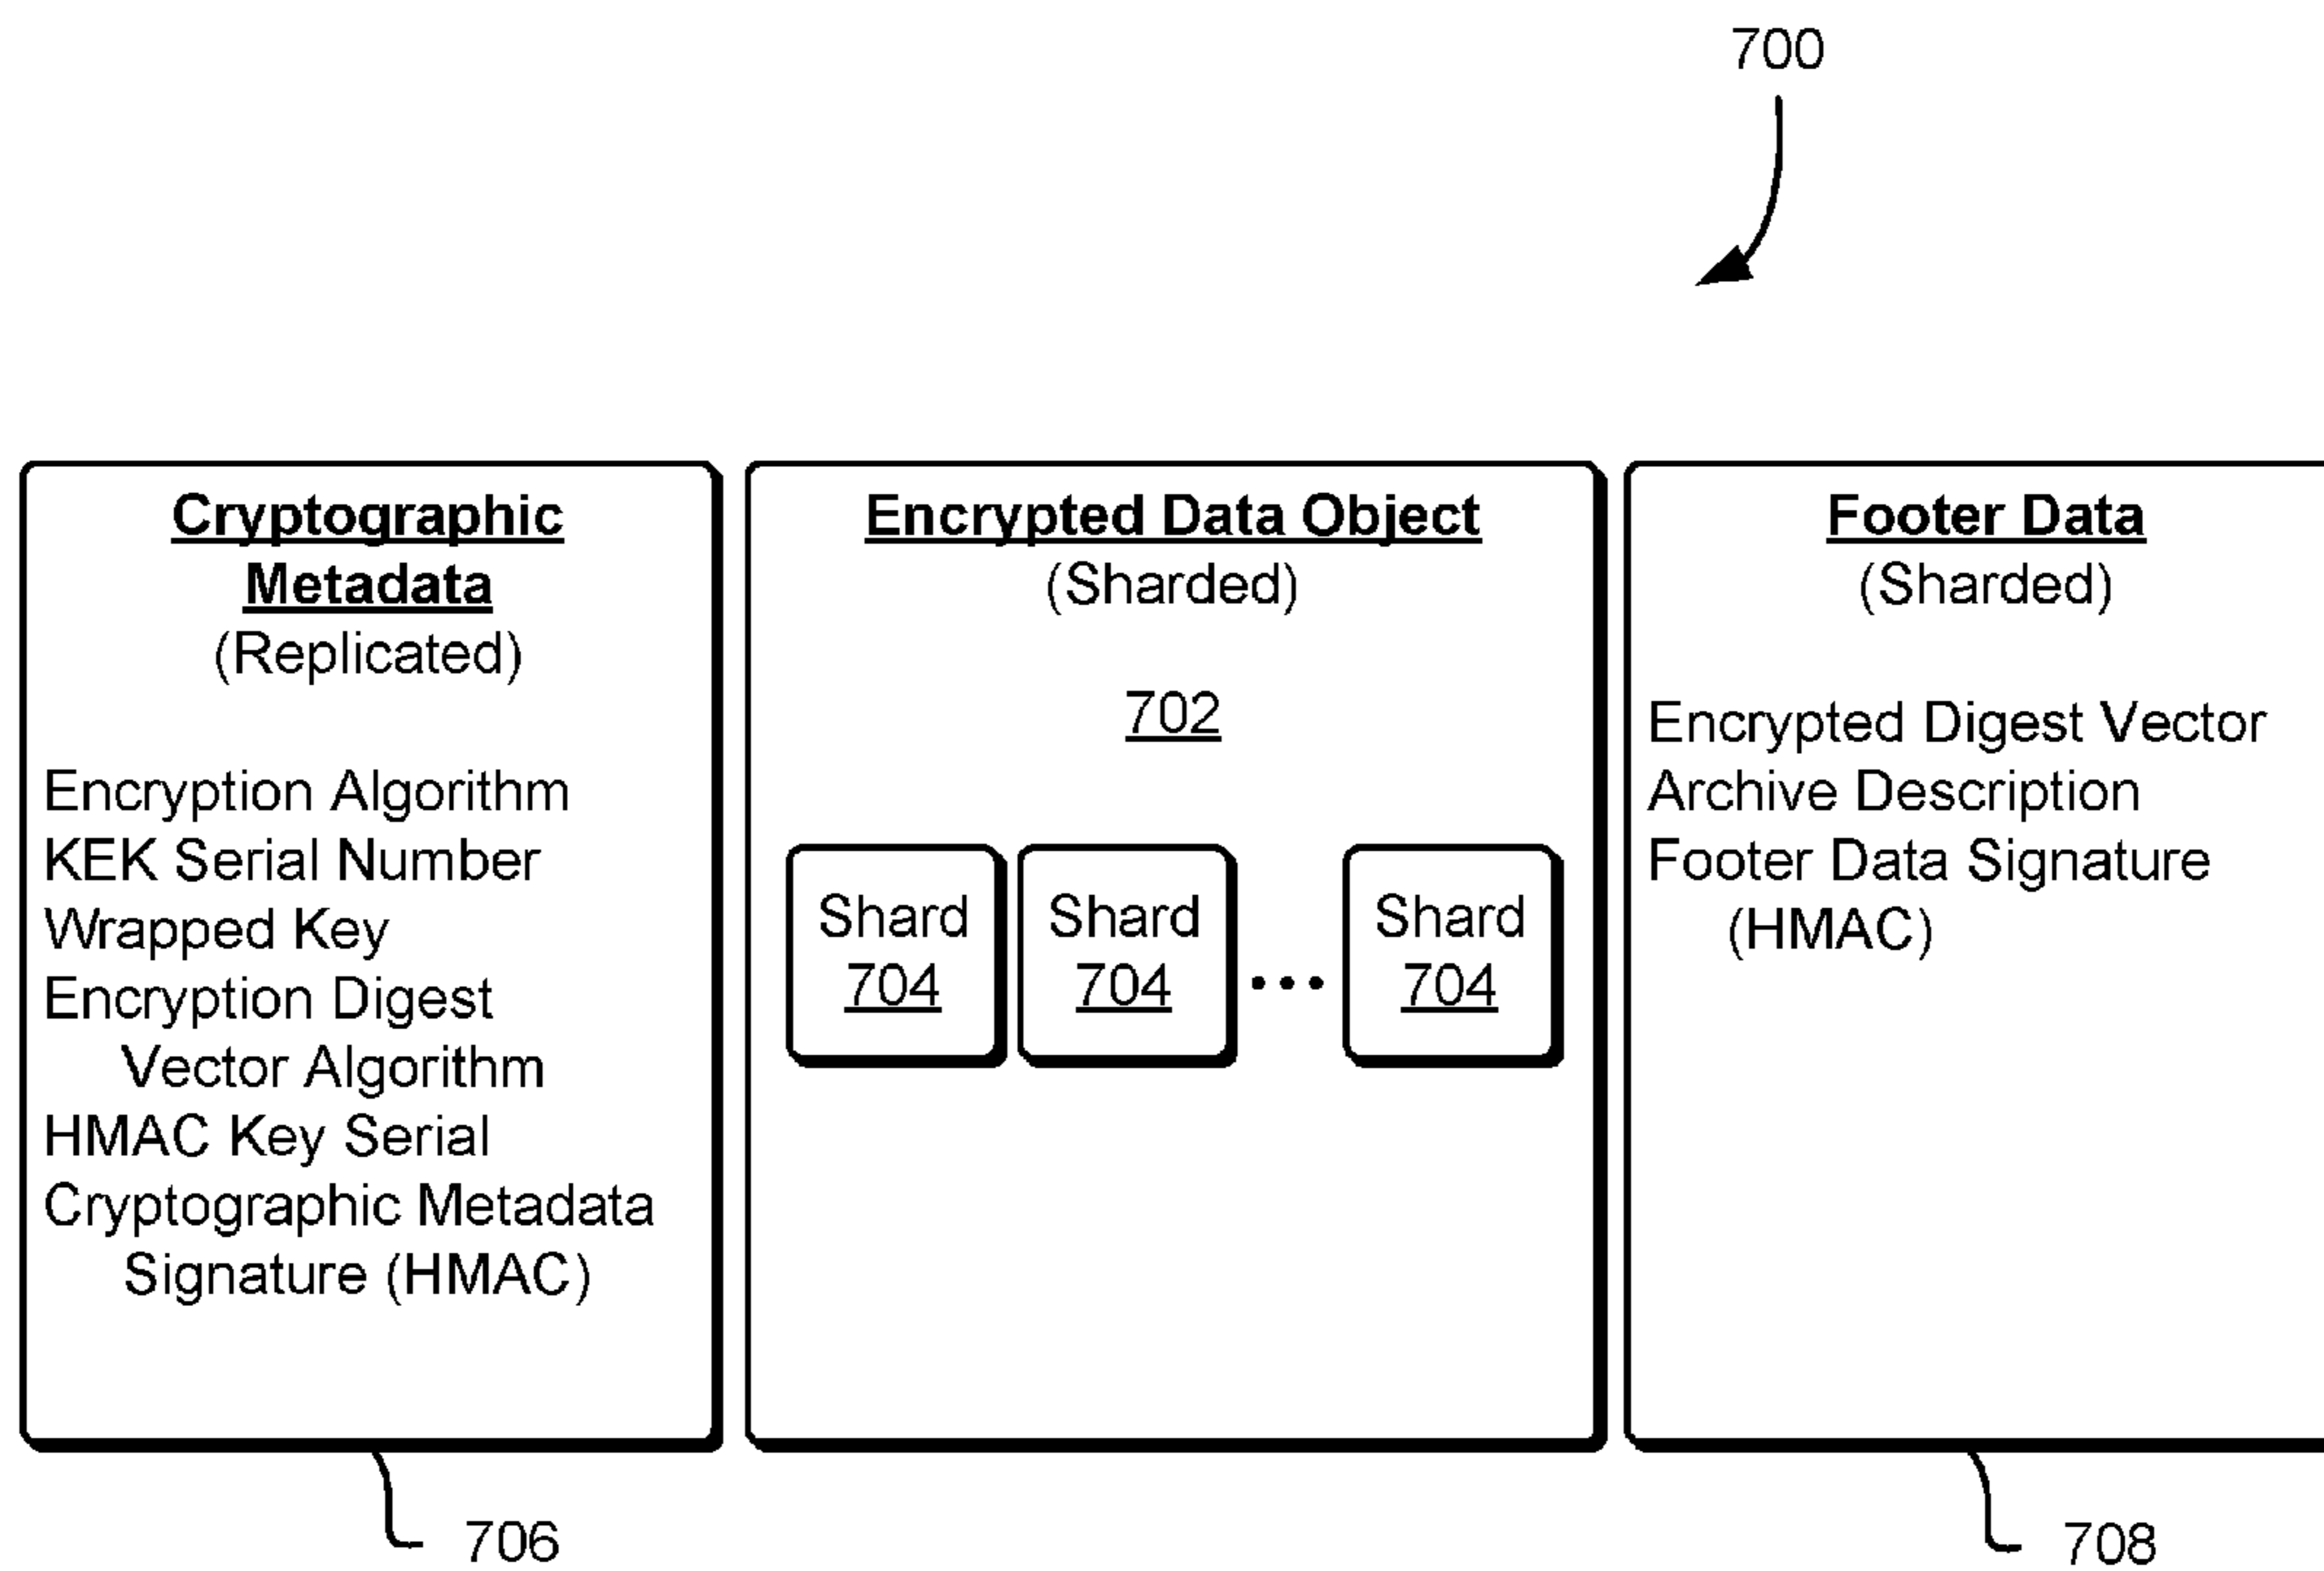 700
Cryptographic
Metadata
(Replicated)
Encryption Algorithm
KEK Serial Number
Wrapped Key
Encryption Digest
Vector Algorithm
HMAC Key Serial
Cryptographic Metadata
Signature (HMAC)
706
Encrypted Data Object
(Sharded)
702
Shard
704
Shard
704
...
Shard
704
Footer Data
(Sharded)
Encrypted Digest Vector
Archive Description
Footer Data Signature
(HMAC)
708